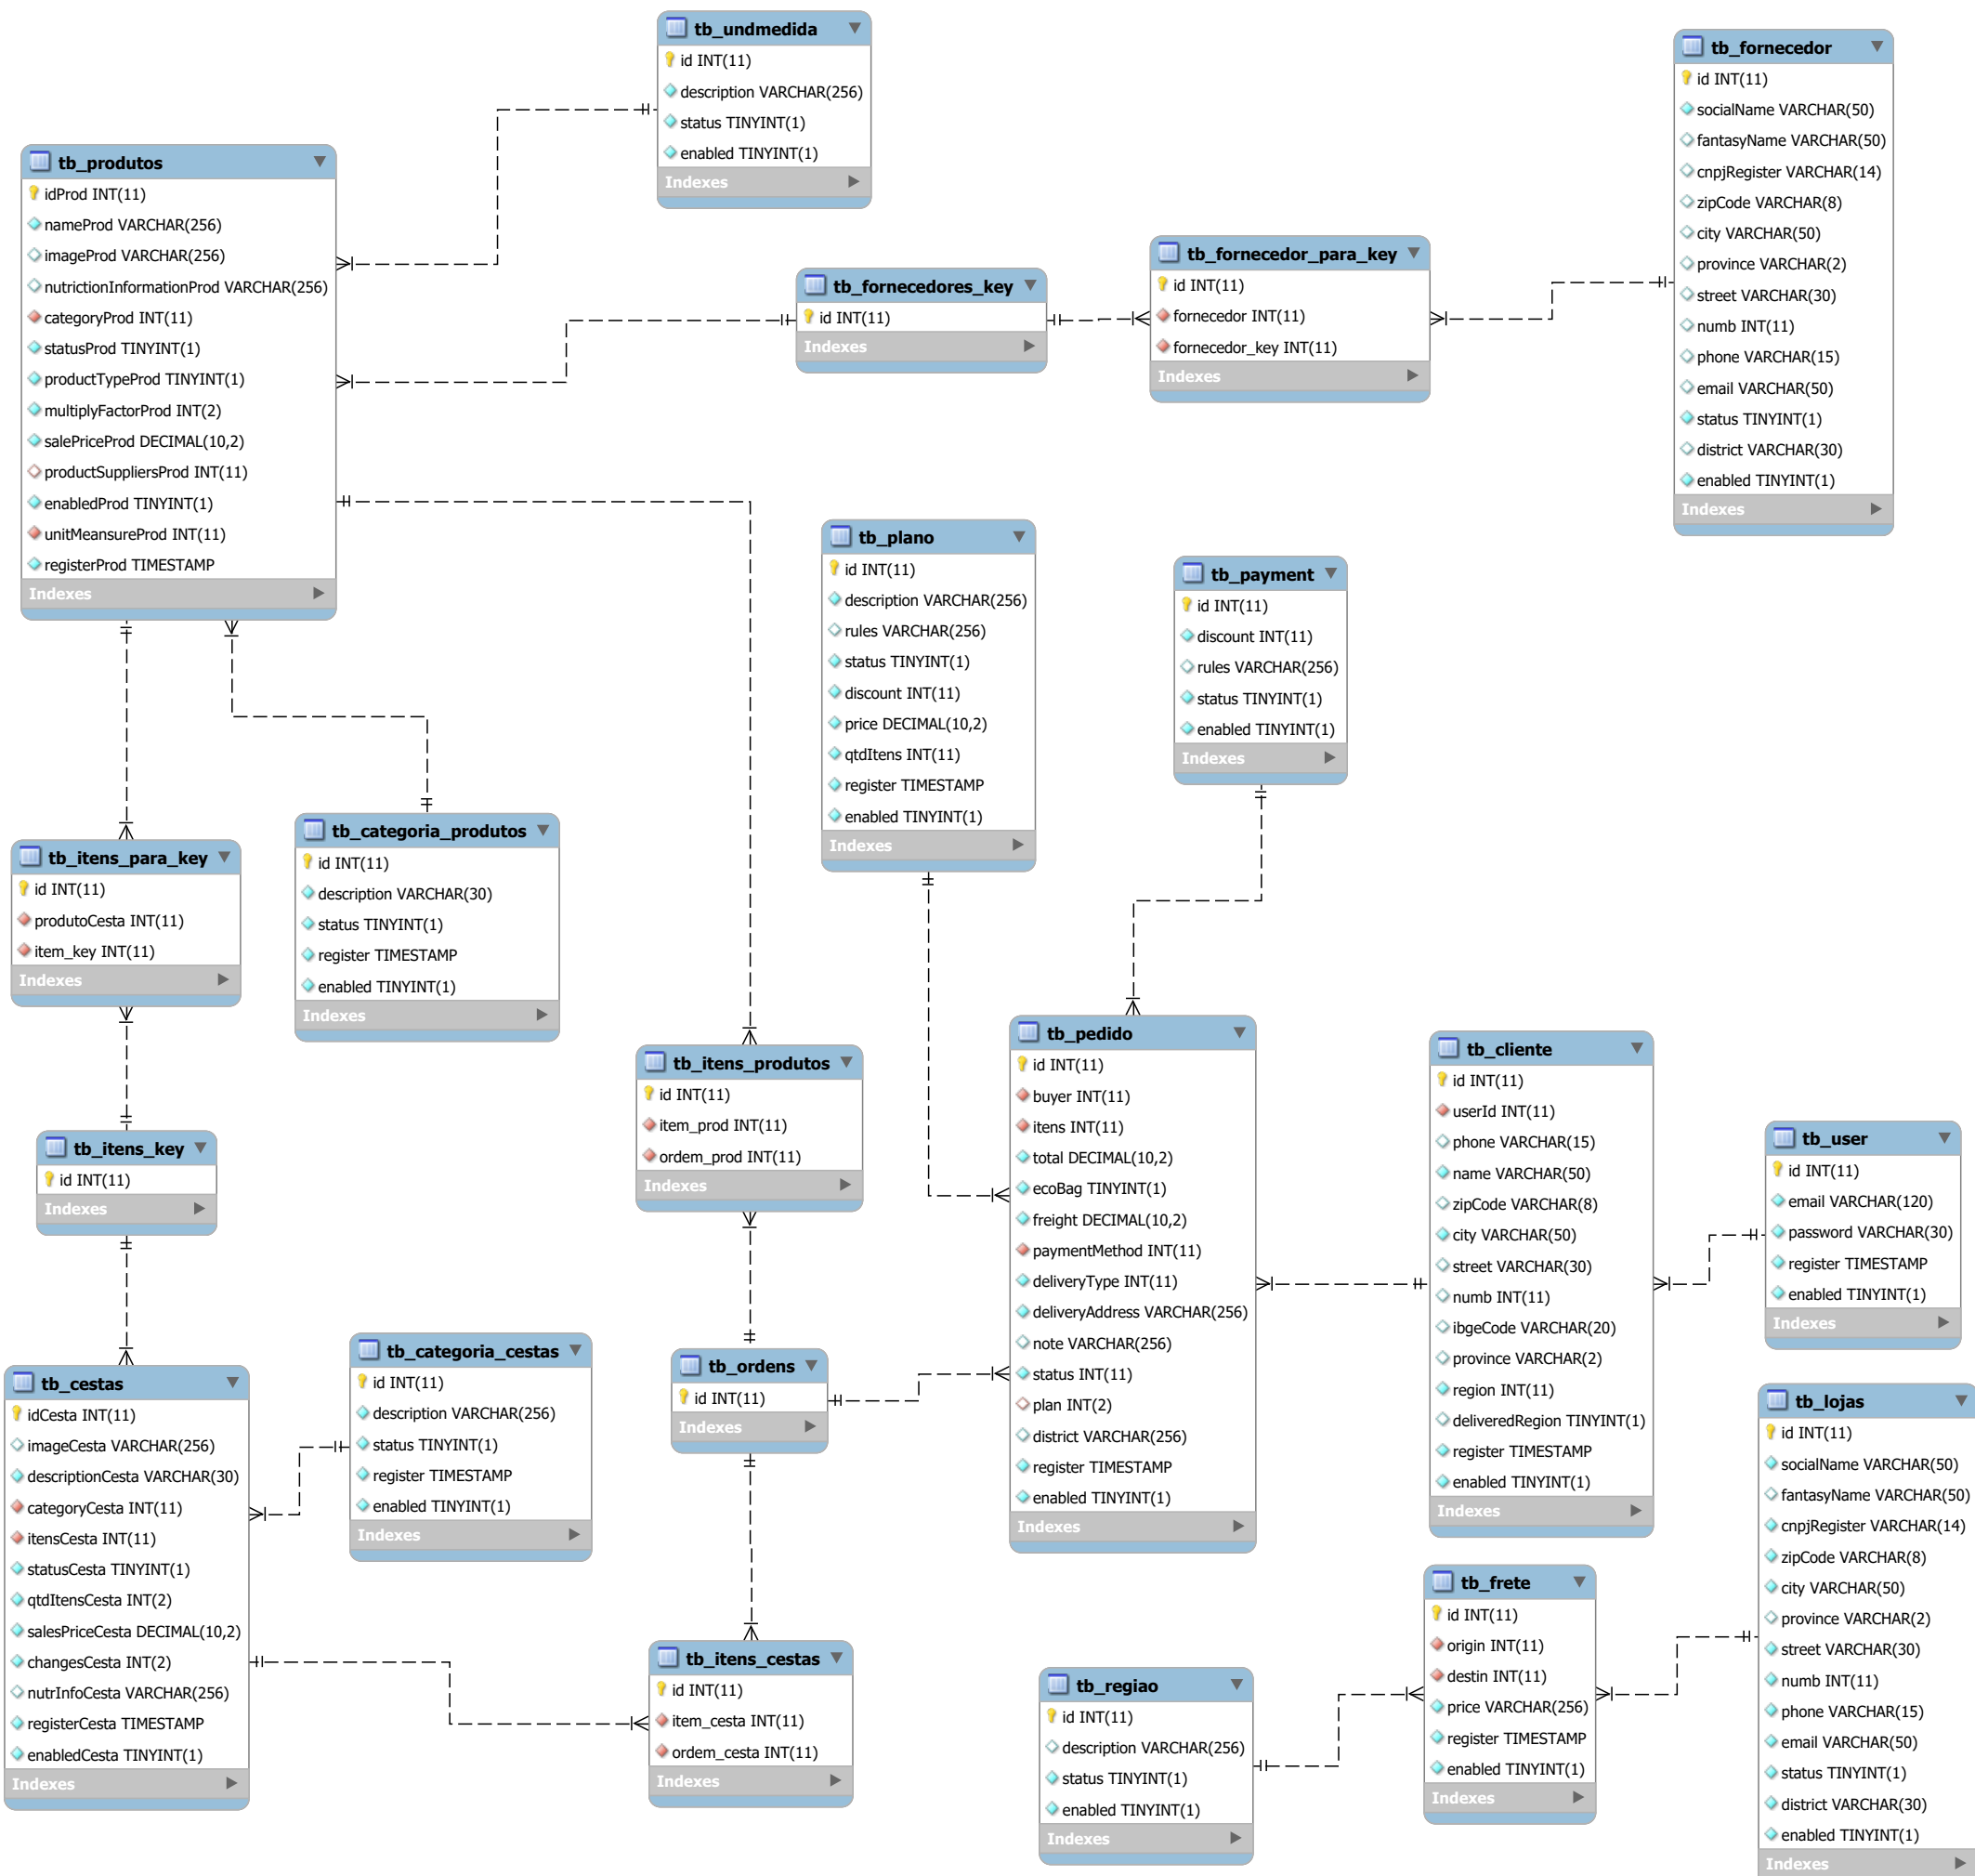 tb_undmedida
id INT(11)
description VARCHAR(256)
status TINYINT(1)
enabled TINYINT(1)
Indexes
tb_fornecedor
id INT(11)
socialName VARCHAR(50)
fantasyName VARCHAR(50)
cnpjRegister VARCHAR(14)
zipCode VARCHAR(8)
city VARCHAR(50)
province VARCHAR(2)
street VARCHAR(30)
numb INT(11)
phone VARCHAR(15)
email VARCHAR(50)
status TINYINT(1)
district VARCHAR(30)
enabled TINYINT(1)
Indexes
tb_produtos
idProd INT(11)
nameProd VARCHAR(256)
imageProd VARCHAR(256)
nutrictionInformationProd VARCHAR(256)
categoryProd INT(11)
statusProd TINYINT(1)
productTypeProd TINYINT(1)
multiplyFactorProd INT(2)
salePriceProd DECIMAL(10,2)
productSuppliersProd INT(11)
enabledProd TINYINT(1)
unitMeansureProd INT(11)
registerProd TIMESTAMP
Indexes
tb_fornecedores_key
id INT(11)
Indexes
tb_fornecedor_para_key
id INT(11)
fornecedor INT(11)
fornecedor_key INT(11)
Indexes
tb_plano
id INT(11)
description VARCHAR(256)
rules VARCHAR(256)
status TINYINT(1)
discount INT(11)
price DECIMAL(10,2)
qtdItens INT(11)
register TIMESTAMP
enabled TINYINT(1)
Indexes
tb_payment
id INT(11)
discount INT(11)
rules VARCHAR(256)
status TINYINT(1)
enabled TINYINT(1)
Indexes
tb_categoria_produtos
id INT(11)
description VARCHAR(30)
status TINYINT(1)
register TIMESTAMP
enabled TINYINT(1)
Indexes
tb_itens_para_key
id INT(11)
produtoCesta INT(11)
item_key INT(11)
Indexes
tb_itens_produtos
id INT(11)
item_prod INT(11)
ordem_prod INT(11)
Indexes
tb_pedido
id INT(11)
buyer INT(11)
itens INT(11)
total DECIMAL(10,2)
ecoBag TINYINT(1)
freight DECIMAL(10,2)
paymentMethod INT(11)
deliveryType INT(11)
deliveryAddress VARCHAR(256)
note VARCHAR(256)
status INT(11)
plan INT(2)
district VARCHAR(256)
register TIMESTAMP
enabled TINYINT(1)
Indexes
tb_cliente
id INT(11)
userId INT(11)
phone VARCHAR(15)
name VARCHAR(50)
zipCode VARCHAR(8)
city VARCHAR(50)
street VARCHAR(30)
numb INT(11)
ibgeCode VARCHAR(20)
province VARCHAR(2)
region INT(11)
deliveredRegion TINYINT(1)
register TIMESTAMP
enabled TINYINT(1)
Indexes
tb_user
id INT(11)
email VARCHAR(120)
password VARCHAR(30)
register TIMESTAMP
enabled TINYINT(1)
Indexes
tb_itens_key
id INT(11)
Indexes
tb_categoria_cestas
id INT(11)
description VARCHAR(256)
status TINYINT(1)
register TIMESTAMP
enabled TINYINT(1)
Indexes
tb_ordens
id INT(11)
Indexes
tb_cestas
idCesta INT(11)
imageCesta VARCHAR(256)
descriptionCesta VARCHAR(30)
categoryCesta INT(11)
itensCesta INT(11)
statusCesta TINYINT(1)
qtdItensCesta INT(2)
salesPriceCesta DECIMAL(10,2)
changesCesta INT(2)
nutrInfoCesta VARCHAR(256)
registerCesta TIMESTAMP
enabledCesta TINYINT(1)
Indexes
tb_lojas
id INT(11)
socialName VARCHAR(50)
fantasyName VARCHAR(50)
cnpjRegister VARCHAR(14)
zipCode VARCHAR(8)
city VARCHAR(50)
province VARCHAR(2)
street VARCHAR(30)
numb INT(11)
phone VARCHAR(15)
email VARCHAR(50)
status TINYINT(1)
district VARCHAR(30)
enabled TINYINT(1)
Indexes
tb_frete
id INT(11)
origin INT(11)
destin INT(11)
price VARCHAR(256)
register TIMESTAMP
enabled TINYINT(1)
Indexes
tb_itens_cestas
id INT(11)
item_cesta INT(11)
ordem_cesta INT(11)
Indexes
tb_regiao
id INT(11)
description VARCHAR(256)
status TINYINT(1)
enabled TINYINT(1)
Indexes